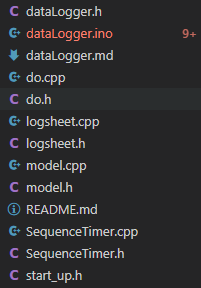 dataLogger.h
dataLogger.ino 9+
dataLogger.md
do.cpp
do.h
logsheet.cpp
logsheet.h
model.cpp
model.h
README.md
SequenceTimer.cpp
SequenceTimer.h
start_up.h